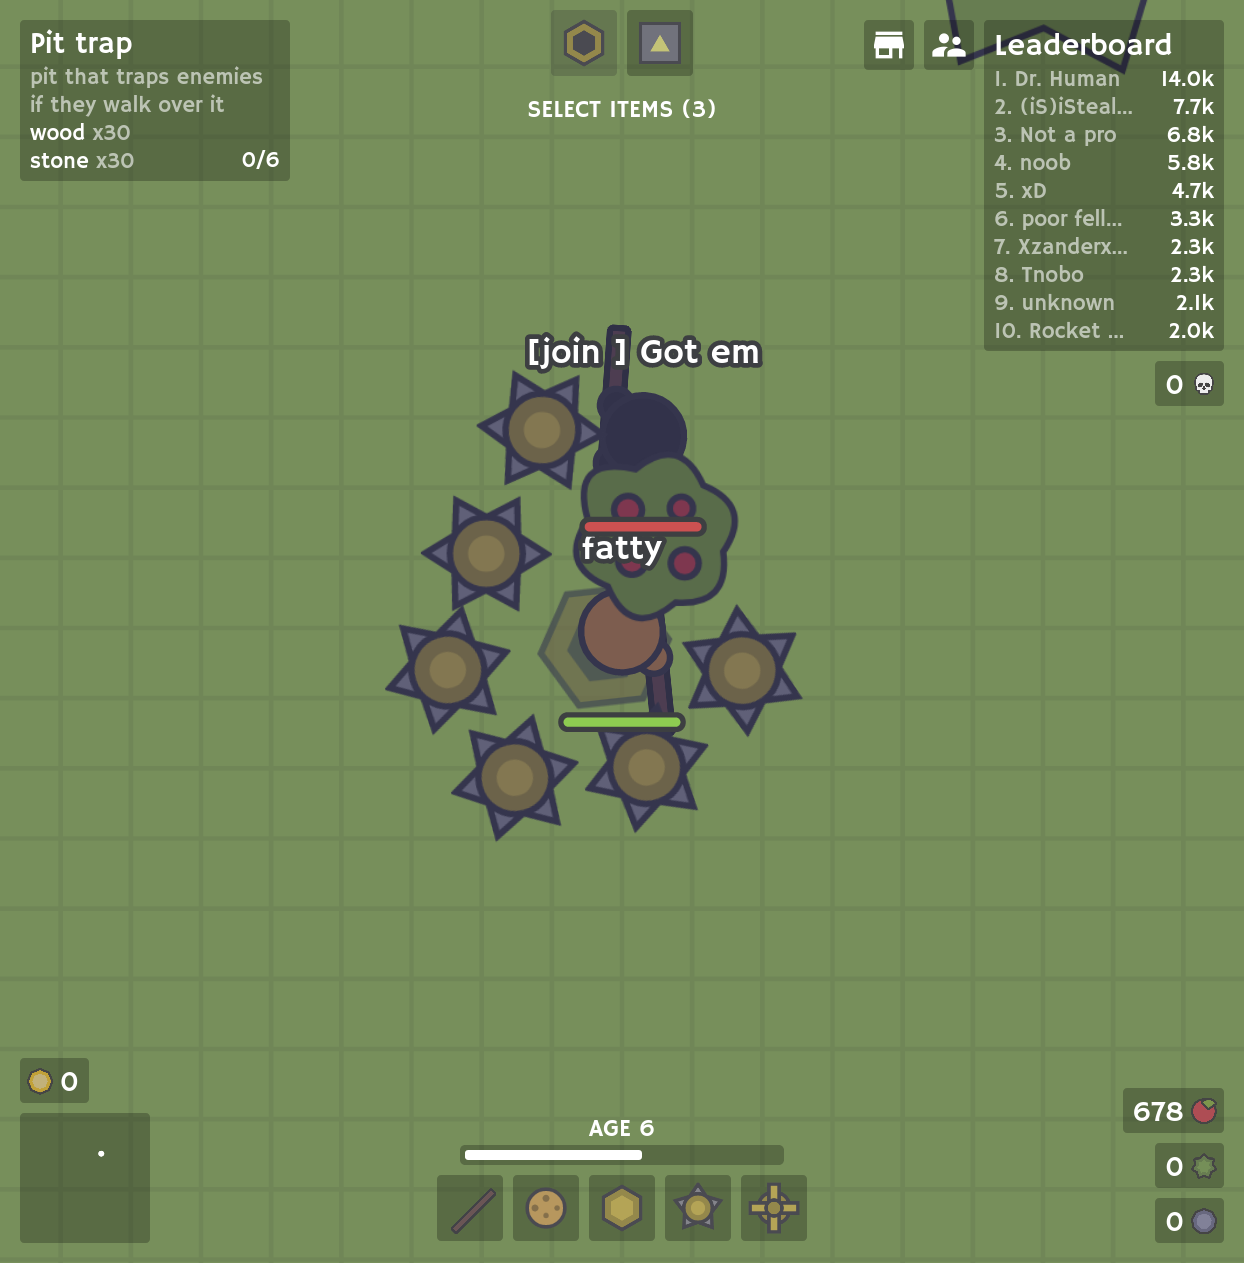 Pit trap
pit that traps enemies
if they walk over it
wood x30
stone x30 0/6
SELECT ITEMS (3)
Leaderboard
1. Dr. Human 14.0k
2. (iS)iSteal... 7.7k
3. Not a pro 6.8k
4. noob 5.8k
5. xD 4.7k
6. poor fell... 3.3k
7. Xzanderx... 2.3k
8. Tnobo 2.3k
9. unknown 2.1k
10. Rocket ... 2.0k
0
[join ] Got em
fatty
0
AGE 6
678
0
0